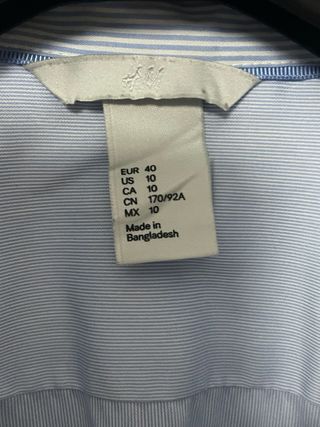 EUR 40
US 10
CA 10
CN 170/92A
MX 10
Made in
Bangladesh